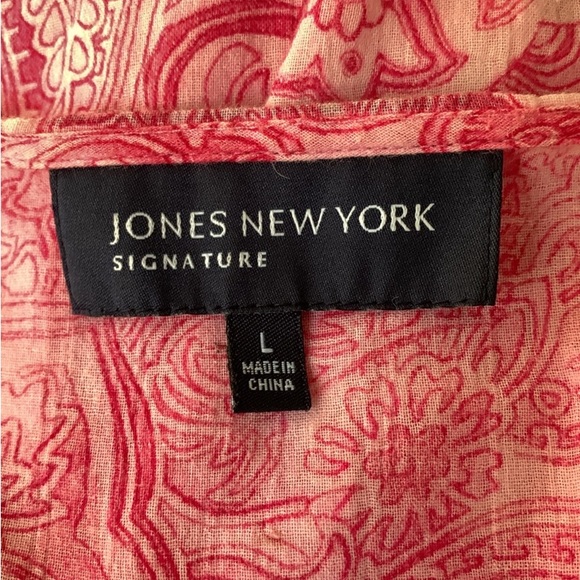 JONES NEW YORK
SIGNATURE
L
MADE IN
CHINA